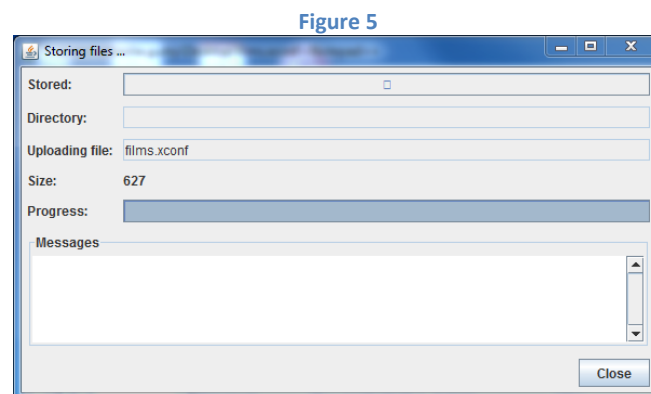 Figure 5
Storing files ...
Stored:
Directory:
Uploading file: films.xconf
Size: 627
Progress:
Messages
Close